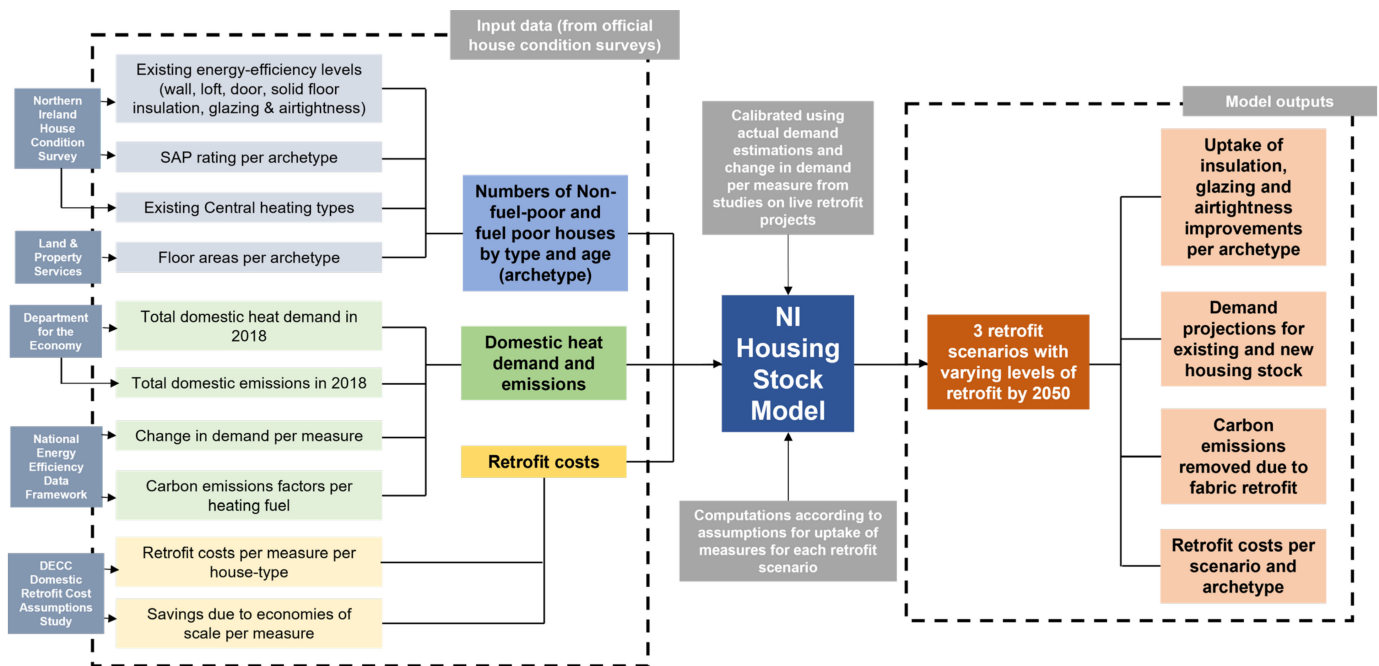 Input data (from official
house condition surveys)
Northern
Ireland
House
Condition
Survey
Existing energy-efficiency levels
(wall, loft, door, solid floor
insulation, glazing & airtightness)
SAP rating per archetype
Existing Central heating types
Land &
Property
Services
Floor areas per archetype
Department
for the
Economy
Total domestic heat demand in
2018
Total domestic emissions in 2018
National
Energy
Efficiency
Data
Framework
Change in demand per measure
Carbon emissions factors per
heating fuel
DECC
Domestic
Retrofit Cost
Assumptions
Study
Retrofit costs per measure per
house-type
Savings due to economies of
scale per measure
Numbers of Non-
fuel-poor and
fuel poor houses
by type and age
(archetype)
Domestic heat
demand and
emissions
Retrofit costs
Calibrated using
actual demand
estimations and
change in demand
per measure from
studies on live retrofit
projects
NI
Housing
Stock
Model
Computations according to
assumptions for uptake of
measures for each retrofit
scenario
Model outputs
3 retrofit
scenarios with
varying levels of
retrofit by 2050
Uptake of
insulation,
glazing and
airtightness
improvements
per archetype
Demand
projections for
existing and new
housing stock
Carbon
emissions
removed due to
fabric retrofit
Retrofit costs per
scenario and
archetype